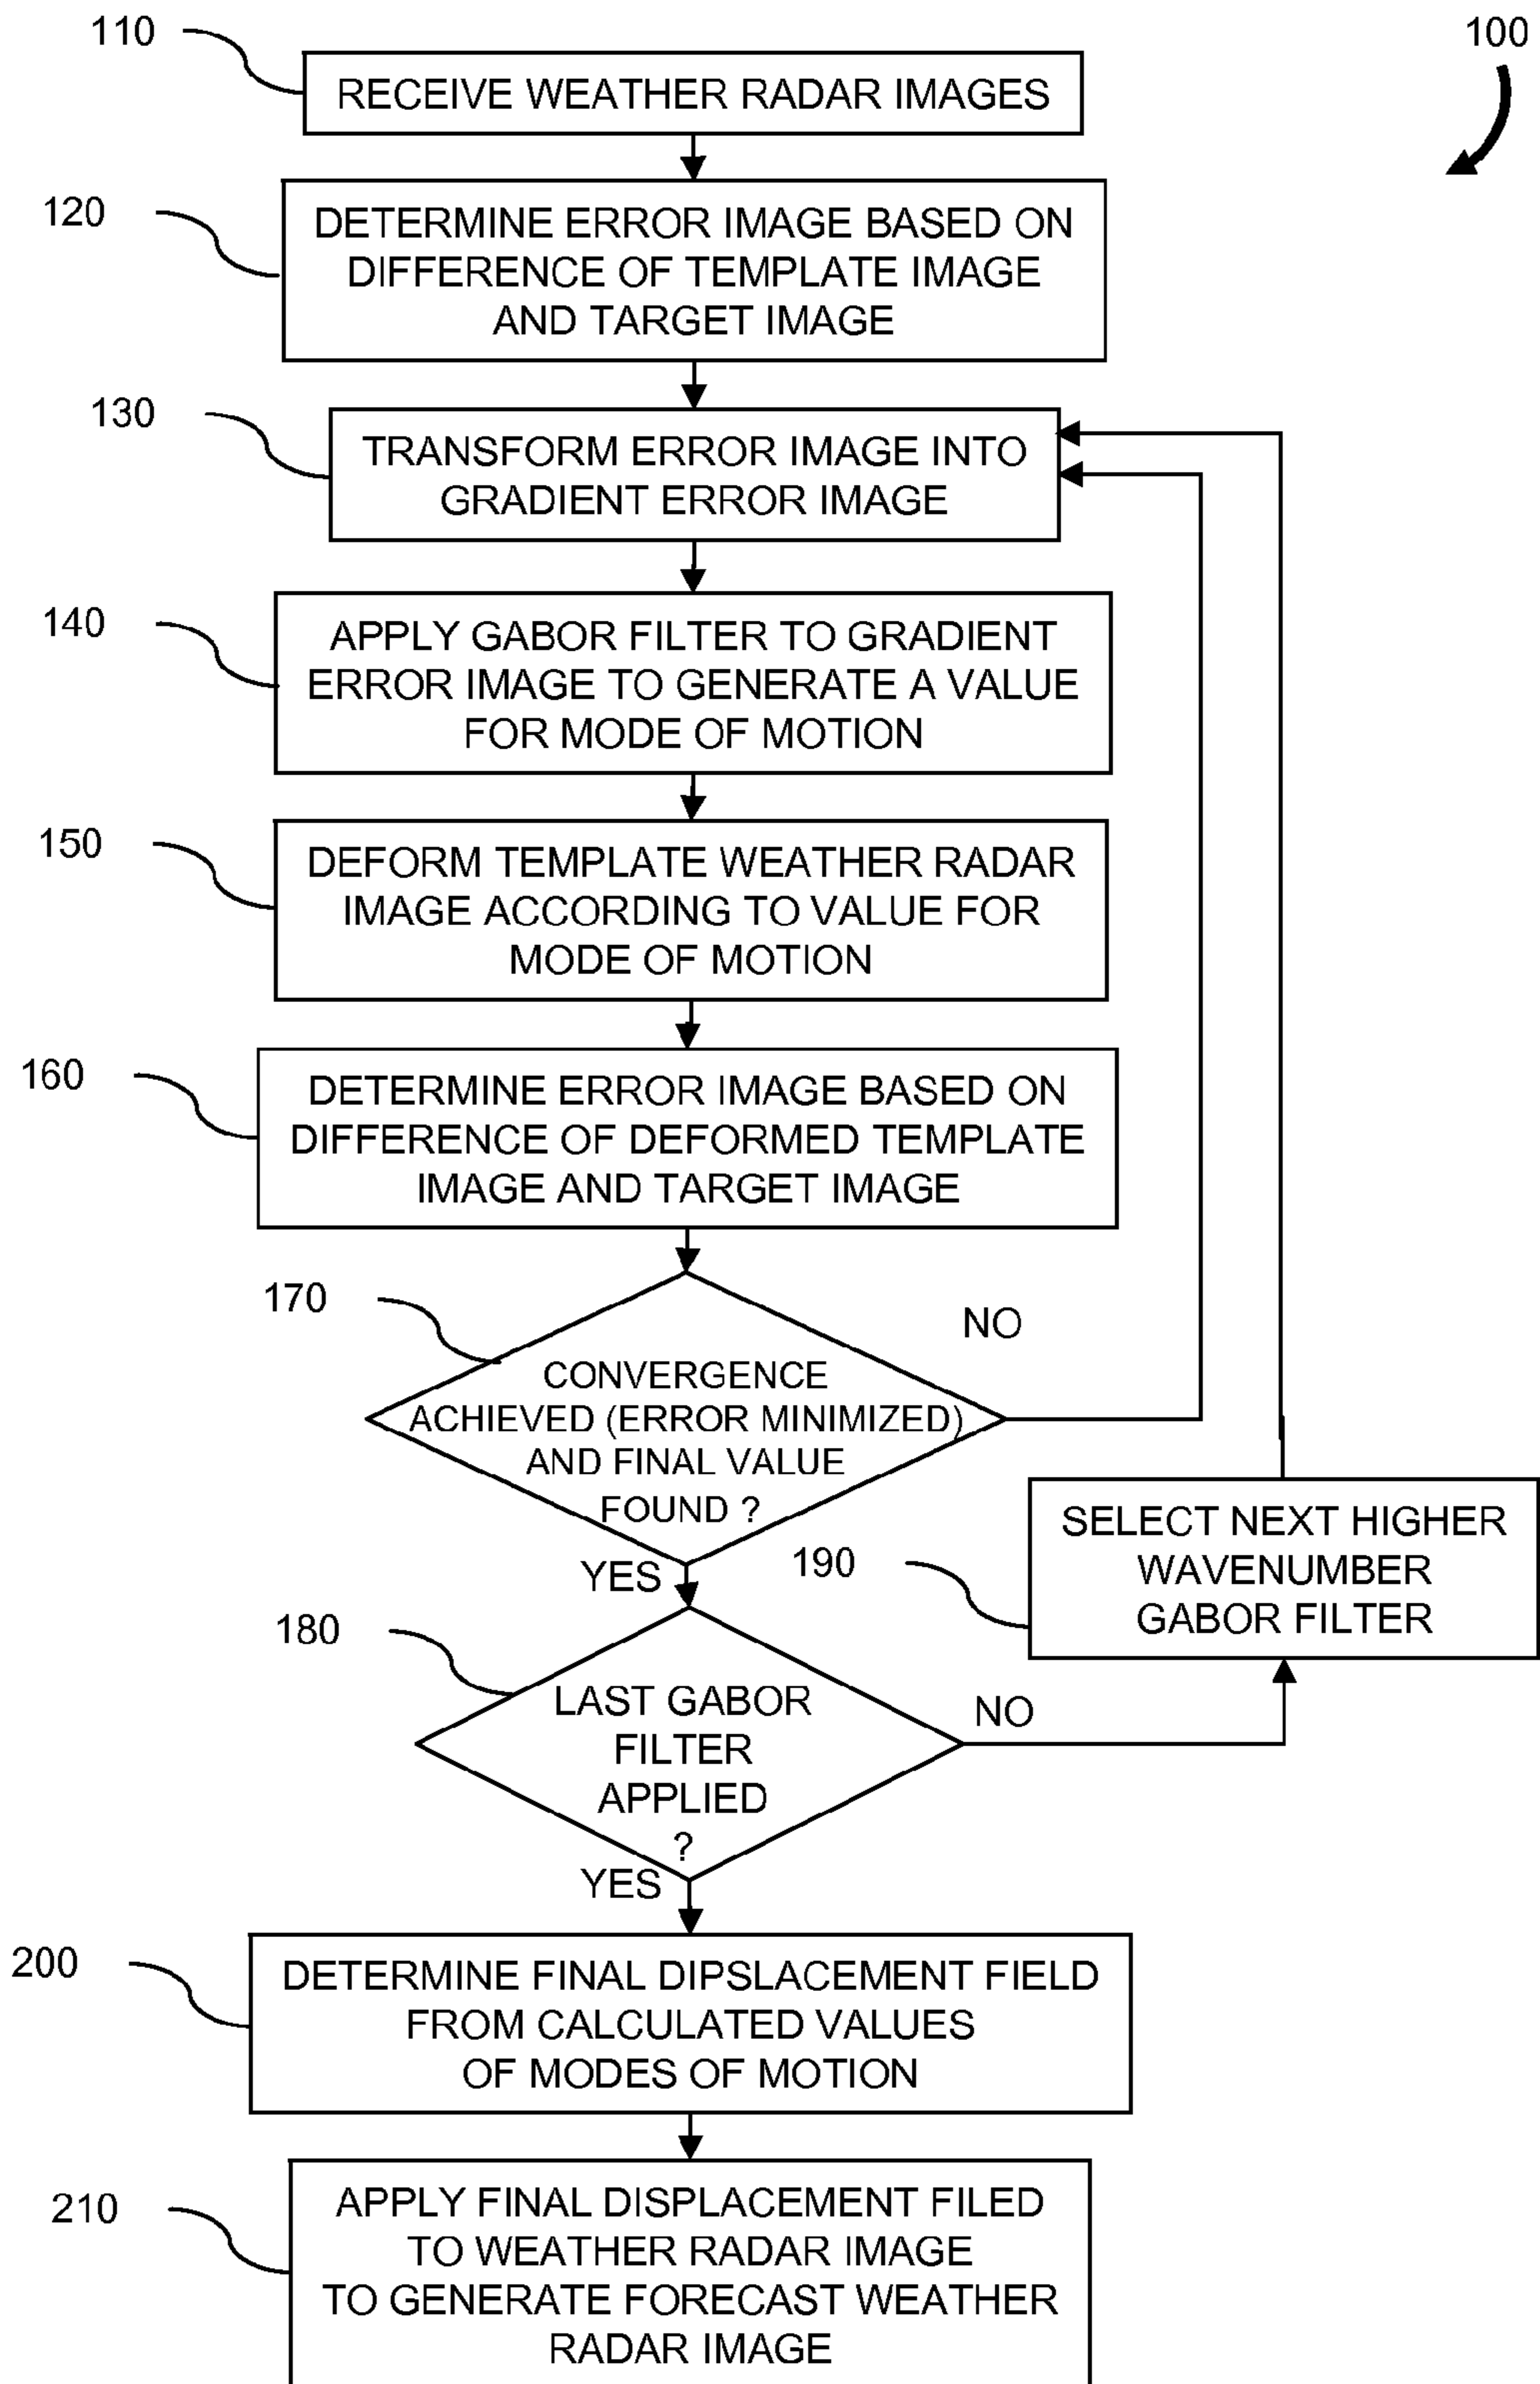 110
100
RECEIVE WEATHER RADAR IMAGES
120
DETERMINE ERROR IMAGE BASED ON
DIFFERENCE OF TEMPLATE IMAGE
AND TARGET IMAGE
130
TRANSFORM ERROR IMAGE INTO
GRADIENT ERROR IMAGE
140
APPLY GABOR FILTER TO GRADIENT
ERROR IMAGE TO GENERATE A VALUE
FOR MODE OF MOTION
150
DEFORM TEMPLATE WEATHER RADAR
IMAGE ACCORDING TO VALUE FOR
MODE OF MOTION
160
DETERMINE ERROR IMAGE BASED ON
DIFFERENCE OF DEFORMED TEMPLATE
IMAGE AND TARGET IMAGE
170
NO
CONVERGENCE
ACHIEVED (ERROR MINIMIZED)
AND FINAL VALUE
FOUND ?
YES
190
SELECT NEXT HIGHER
WAVENUMBER
GABOR FILTER
180
LAST GABOR
FILTER
APPLIED
?
NO
YES
200
DETERMINE FINAL DIPSLACEMENT FIELD
FROM CALCULATED VALUES
OF MODES OF MOTION
210
APPLY FINAL DISPLACEMENT FILED
TO WEATHER RADAR IMAGE
TO GENERATE FORECAST WEATHER
RADAR IMAGE